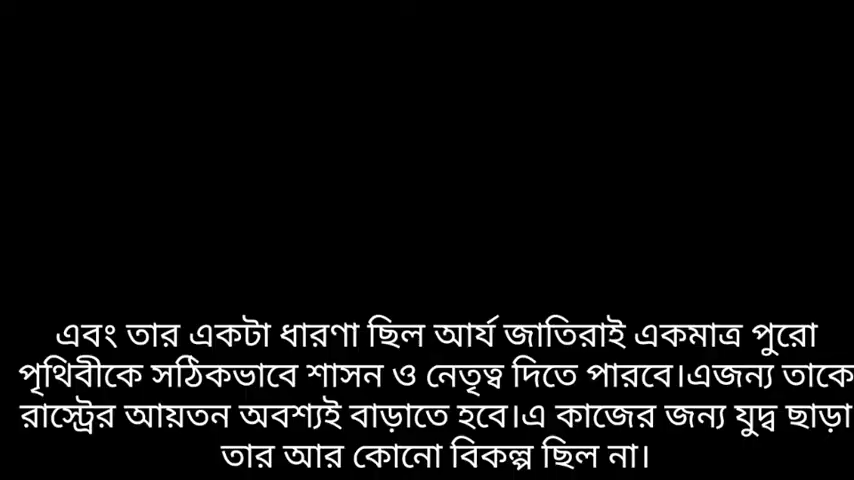 এবং তার একটা ধারণা ছিল আর্য জাতিরাই একমাত্র পুরো
পৃথিবীকে সঠিকভাবে শাসন ও নেতৃত্ব দিতে পারবে।এজন্য তাকে
রাস্ট্রের আয়তন অবশ্যই বাড়াতে হবে।এ কাজের জন্য যুদ্ব ছাড়া
তার আর কোনো বিকল্প ছিল না।